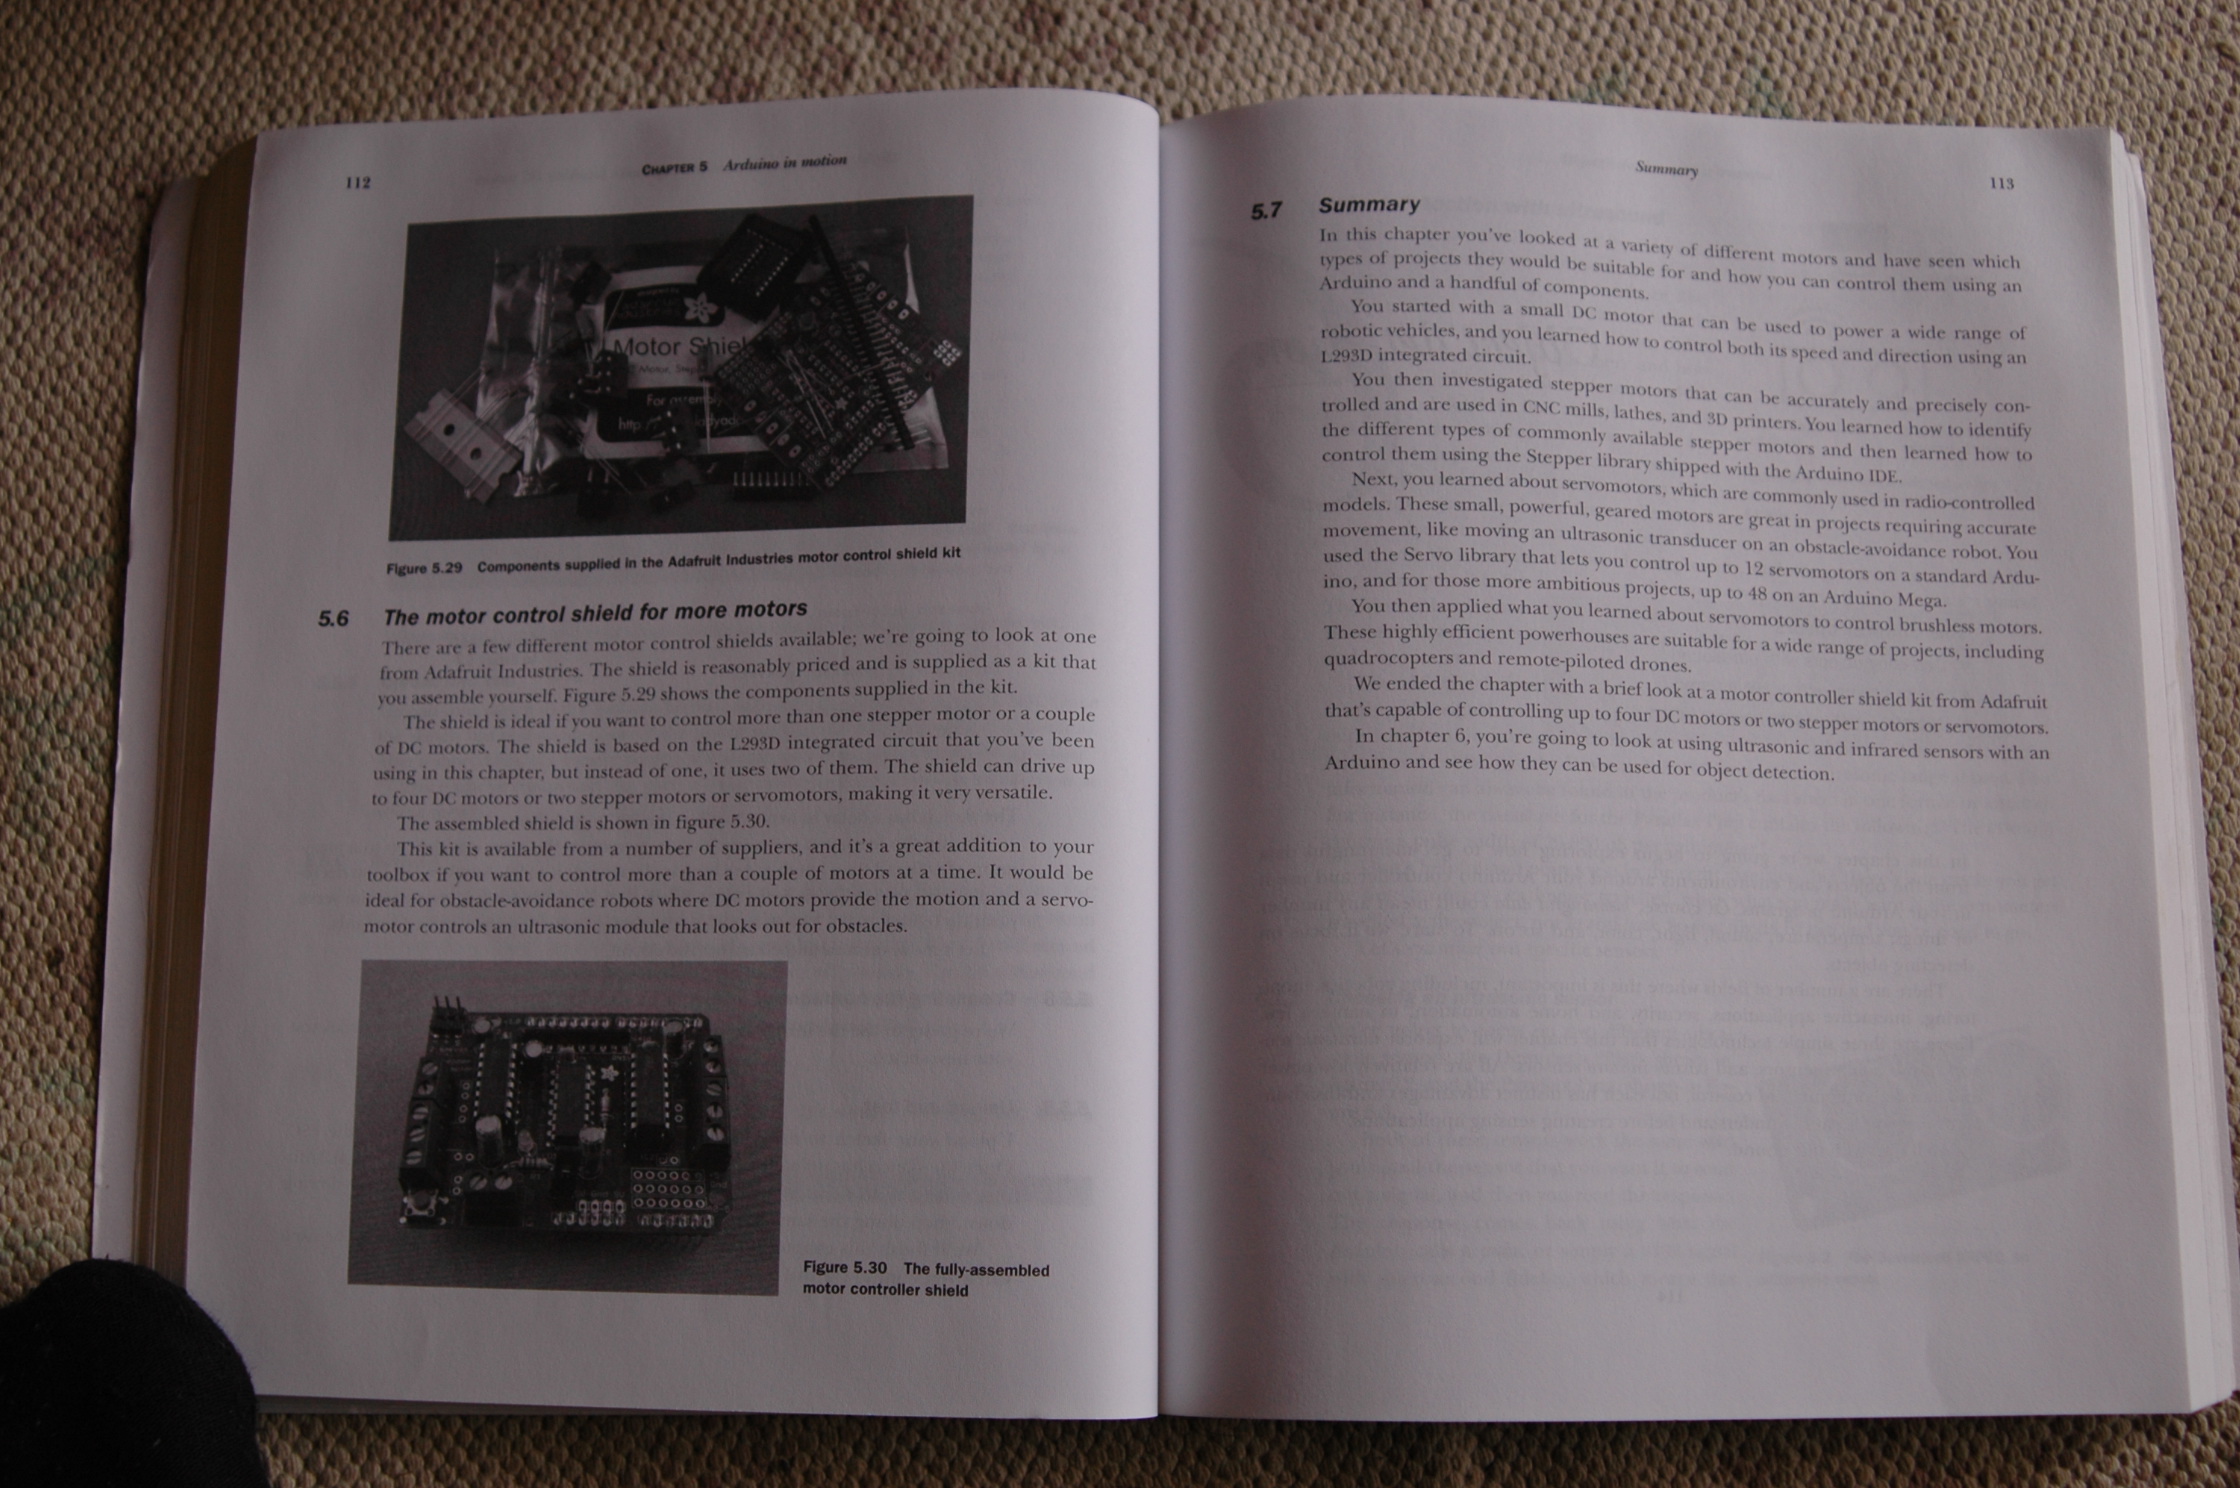 112
CHAPTER 5 Arduino in motion
Motor Shiel
For
http
Figure 5.29 Components supplied in the Adafruit Industries motor control shield kit
5.6 The motor control shield for more motors
There are a few different motor control shields available; we're going to look at one
from Adafruit Industries. The shield is reasonably priced and is supplied as a kit that
you assemble yourself. Figure 5.29 shows the components supplied in the kit.
The shield is ideal if you want to control more than one stepper motor or a couple
of DC motors. The shield is based on the L293D integrated circuit that you've been
using in this chapter, but instead of one, it uses two of them. The shield can drive up
to four DC motors or two stepper motors or servomotors, making it very versatile.
The assembled shield is shown in figure 5.30.
This kit is available from a number of suppliers, and it's a great addition to your
toolbox if you want to control more than a couple of motors at a time. It would be
ideal for obstacle-avoidance robots where DC motors provide the motion and a servo-
motor controls an ultrasonic module that looks out for obstacles.
Figure 5.30 The fully-assembled
motor controller shield
Summary
113
5.7 Summary
In this chapter you've looked at a variety of different motors and have seen which
types of projects they would be suitable for and how you can control them using an
Arduino and a handful of components.
You started with a small DC motor that can be used to power a wide range of
robotic vehicles, and you learned how to control both its speed and direction using an
L293D integrated circuit.
You then investigated stepper motors that can be accurately and precisely con-
trolled and are used in CNC mills, lathes, and 3D printers. You learned how to identify
the different types of commonly available stepper motors and then learned how to
control them using the Stepper library shipped with the Arduino IDE.
Next, you learned about servomotors, which are commonly used in radio-controlled
models. These small, powerful, geared motors are great in projects requiring accurate
movement, like moving an ultrasonic transducer on an obstacle-avoidance robot. You
used the Servo library that lets you control up to 12 servomotors on a standard Ardu-
ino, and for those more ambitious projects, up to 48 on an Arduino Mega.
You then applied what you learned about servomotors to control brushless motors.
These highly efficient powerhouses are suitable for a wide range of projects, including
quadrocopters and remote-piloted drones.
We ended the chapter with a brief look at a motor controller shield kit from Adafruit
that's capable of controlling up to four DC motors or two stepper motors or servomotors.
In chapter 6, you're going to look at using ultrasonic and infrared sensors with an
Arduino and see how they can be used for object detection.